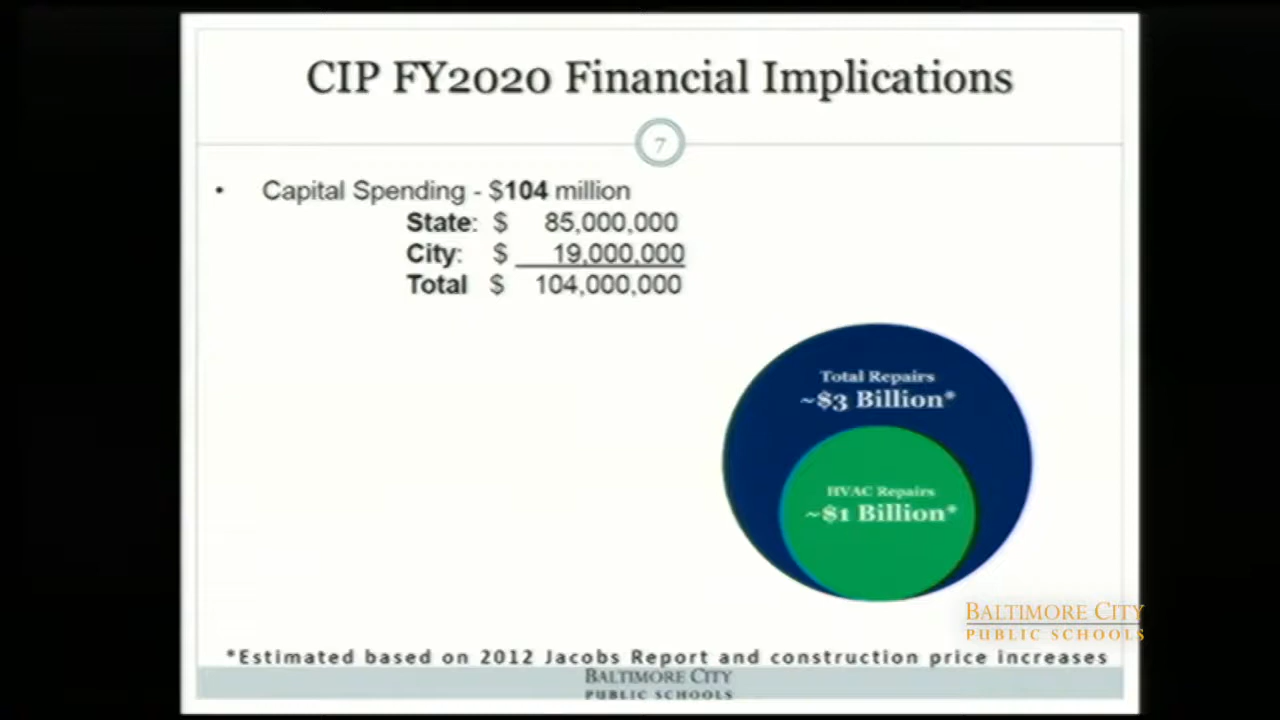 CIP FY2020 Financial Implications
7
• Capital Spending - $104 million
State: $ 85,000,000
City: $ 19,000,000
Total $ 104,000,000
Total Repairs
~$3 Billion*
HVAC Repairs
~$1 Billion*
BALTIMORE CITY
PUBLIC SCHOOLS
*Estimated based on 2012 Jacobs Report and construction price increases
BALTIMORE CITY
PUBLIC SCHOOLS